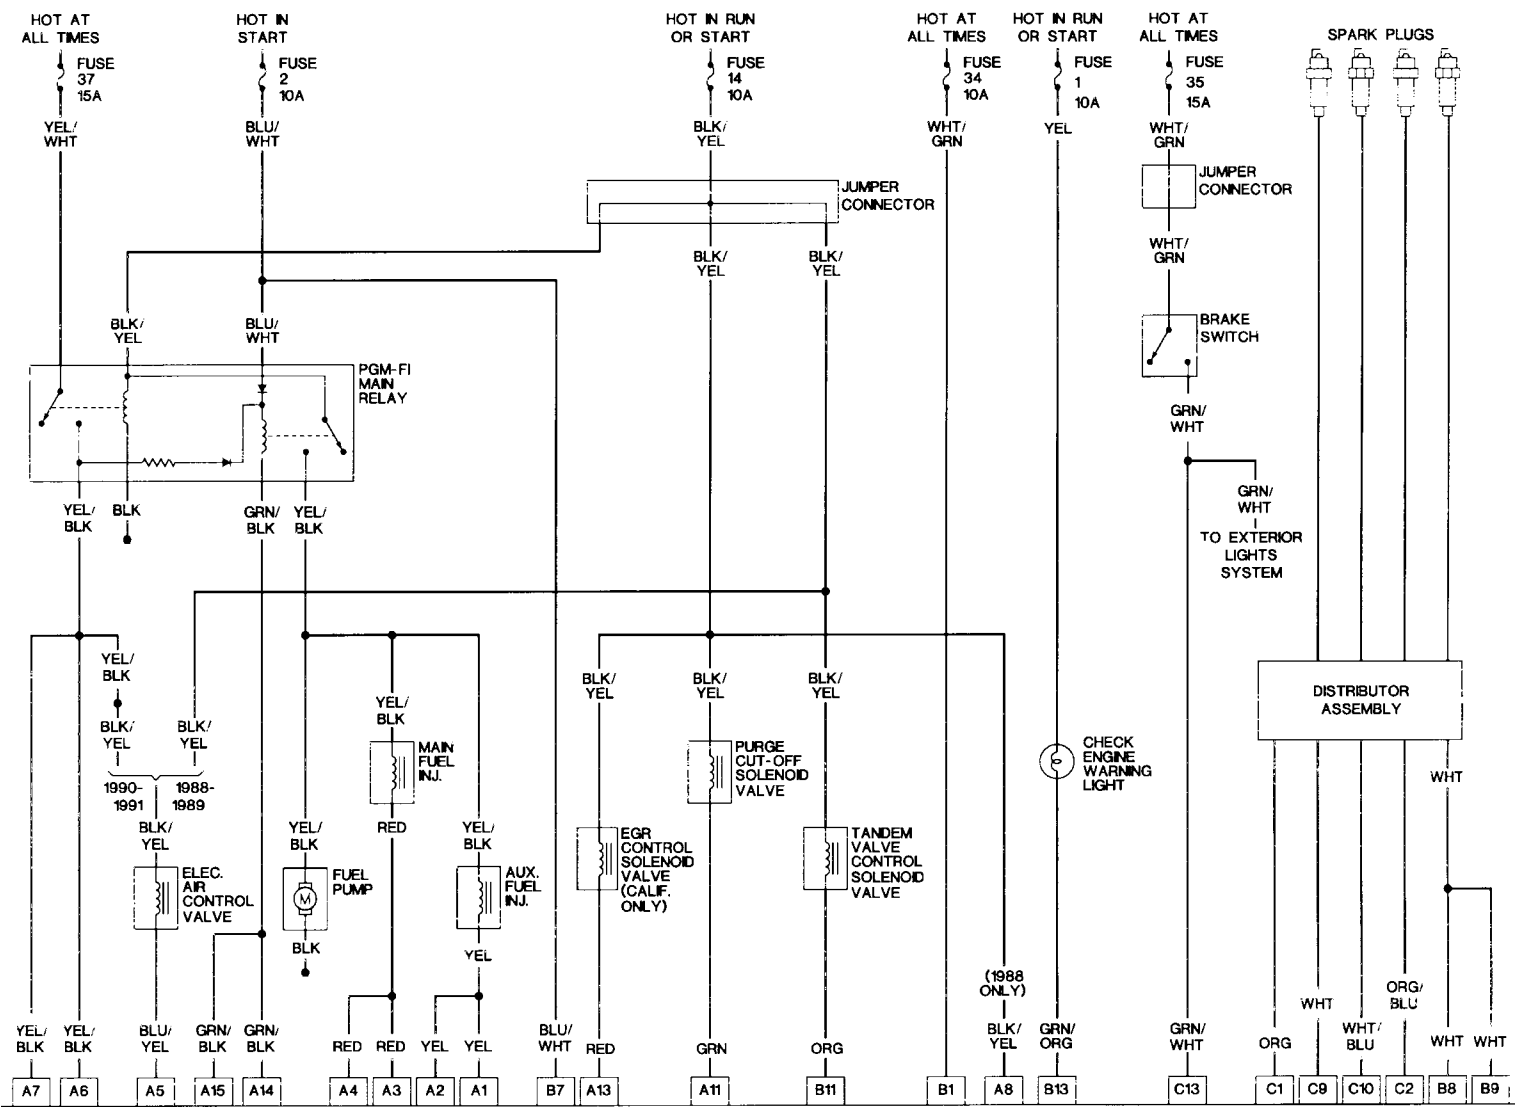 HOT AT
ALL TIMES
HOT IN
START
HOT IN RUN
OR START
HOT AT
ALL TIMES
HOT IN RUN
OR START
HOT AT
ALL TIMES
SPARK PLUGS
FUSE
37
15A
FUSE
2
10A
FUSE
14
10A
FUSE
34
10A
FUSE
1
10A
FUSE
35
15A
YEL/
WHT
BLU/
WHT
BLK/
YEL
WHT/
GRN
YEL
WHT/
GRN
JUMPER
CONNECTOR
JUMPER
CONNECTOR
BLK/
YEL
BLK/
YEL
WHT/
GRN
BLK/
YEL
BLU/
WHT
BRAKE
SWITCH
PGM-FI
MAIN
RELAY
GRN/
WHT
YEL/
BLK
BLK
GRN/
BLK
YEL/
BLK
GRN/
WHT
TO EXTERIOR
LIGHTS
SYSTEM
YEL/
BLK
BLK/
YEL
BLK/
YEL
1990-
1991
1988-
1989
YEL/
BLK
BLK/
YEL
BLK/
YEL
BLK/
YEL
DISTRIBUTOR
ASSEMBLY
MAIN
FUEL
INJ.
PURGE
CUT-OFF
SOLENOID
VALVE
CHECK
ENGINE
WARNING
LIGHT
WHT
BLK/
YEL
YEL/
BLK
RED
YEL/
BLK
EGR
CONTROL
SOLENOID
VALVE
(CALIF.
ONLY)
TANDEM
VALVE
CONTROL
SOLENOID
VALVE
ELEC.
AIR
CONTROL
VALVE
FUEL
PUMP
M
AUX.
FUEL
INJ.
BLK
YEL
(1988
ONLY)
WHT
ORG/
BLU
YEL/
BLK
YEL/
BLK
BLU/
YEL
GRN/
BLK
GRN/
BLK
RED
RED
YEL
YEL
BLU/
WHT
RED
GRN
ORG
BLK/
YEL
GRN/
ORG
GRN/
WHT
ORG
WHT/
BLU
WHT
WHT
A7
A6
A5
A15
A14
A4
A3
A2
A1
B7
A13
A11
B11
B1
A8
B13
C13
C1
C9
C10
C2
B8
B9